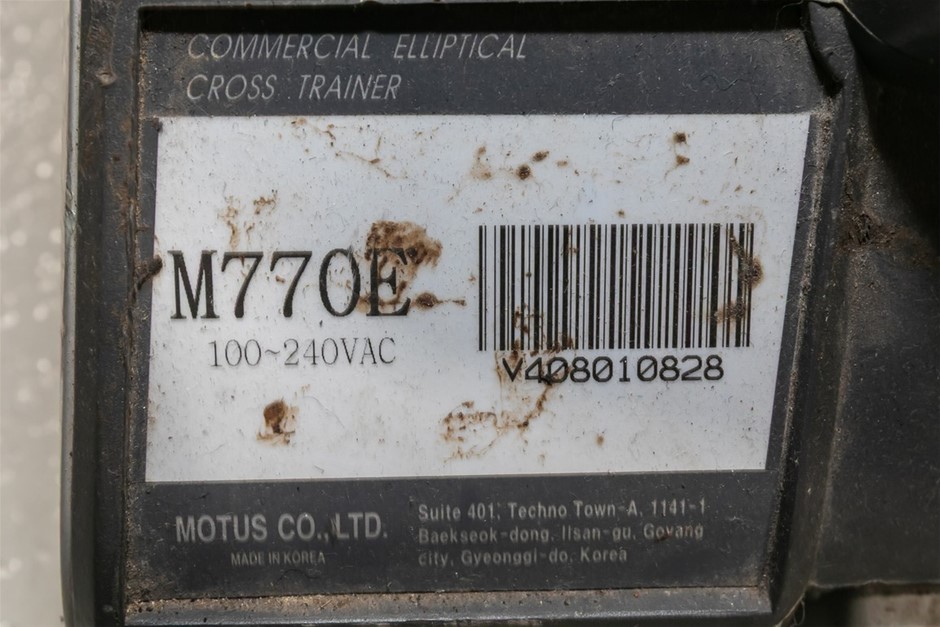 COMMERCIAL ELLIPTICAL
CROSS TRAINER
M770E
100~240VAC
V408010828
MOTUS CO., LTD.
MADE IN KOREA
Suite 401, Techno Town-A, 1141-1
Baekseok-dong, Ilsan-gu, Goyang
city, Gyeonggi-do, Korea